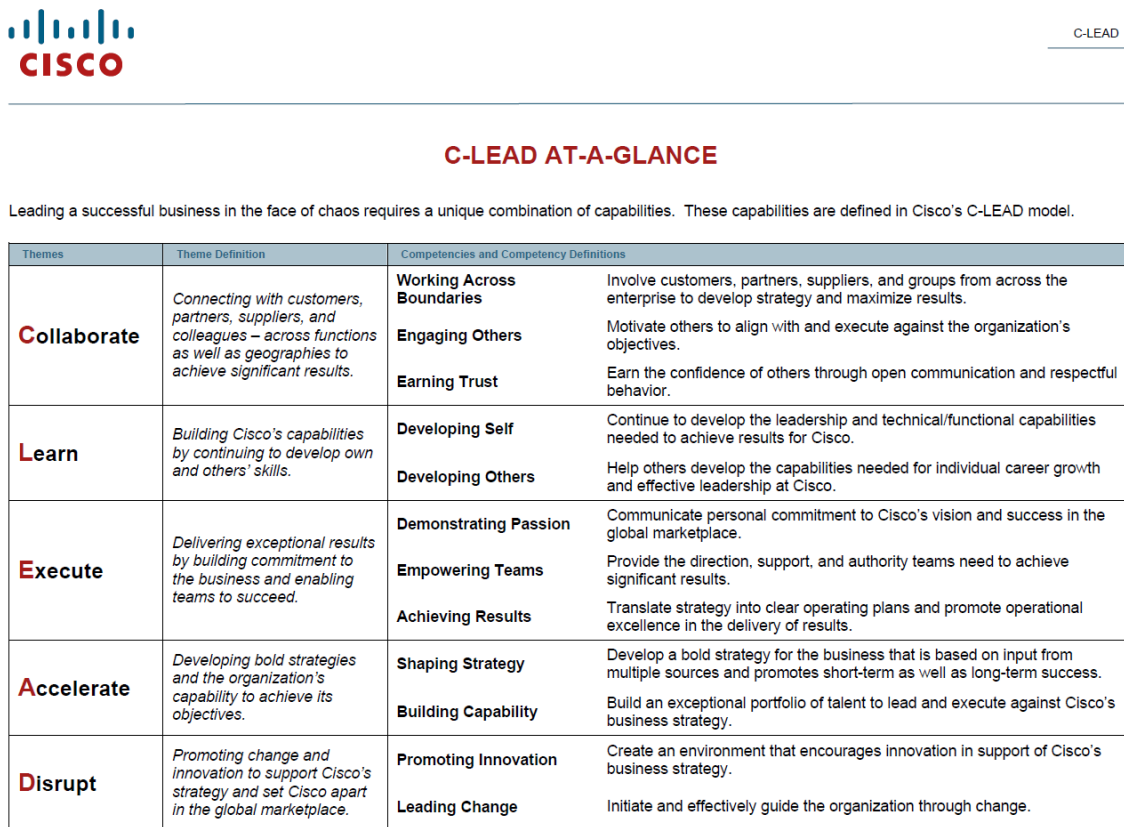 CISCO
C-LEAD
C-LEAD AT-A-GLANCE
Leading a successful business in the face of chaos requires a unique combination of capabilities.  These capabilities are defined in Cisco's C-LEAD model.
Themes
Theme Definition
Competencies and Competency Definitions
Collaborate
Connecting with customers,
partners, suppliers, and
colleagues – across functions
as well as geographies to
achieve significant results.
Working Across
Boundaries
Involve customers, partners, suppliers, and groups from across the
enterprise to develop strategy and maximize results.
Engaging Others
Motivate others to align with and execute against the organization's
objectives.
Earning Trust
Earn the confidence of others through open communication and respectful
behavior.
Learn
Building Cisco's capabilities
by continuing to develop own
and others' skills.
Developing Self
Continue to develop the leadership and technical/functional capabilities
needed to achieve results for Cisco.
Developing Others
Help others develop the capabilities needed for individual career growth
and effective leadership at Cisco.
Execute
Delivering exceptional results
by building commitment to
the business and enabling
teams to succeed.
Demonstrating Passion
Communicate personal commitment to Cisco's vision and success in the
global marketplace.
Empowering Teams
Provide the direction, support, and authority teams need to achieve
significant results.
Achieving Results
Translate strategy into clear operating plans and promote operational
excellence in the delivery of results.
Accelerate
Developing bold strategies
and the organization's
capability to achieve its
objectives.
Shaping Strategy
Develop a bold strategy for the business that is based on input from
multiple sources and promotes short-term as well as long-term success.
Building Capability
Build an exceptional portfolio of talent to lead and execute against Cisco's
business strategy.
Disrupt
Promoting change and
innovation to support Cisco's
strategy and set Cisco apart
in the global marketplace.
Promoting Innovation
Create an environment that encourages innovation in support of Cisco's
business strategy.
Leading Change
Initiate and effectively guide the organization through change.